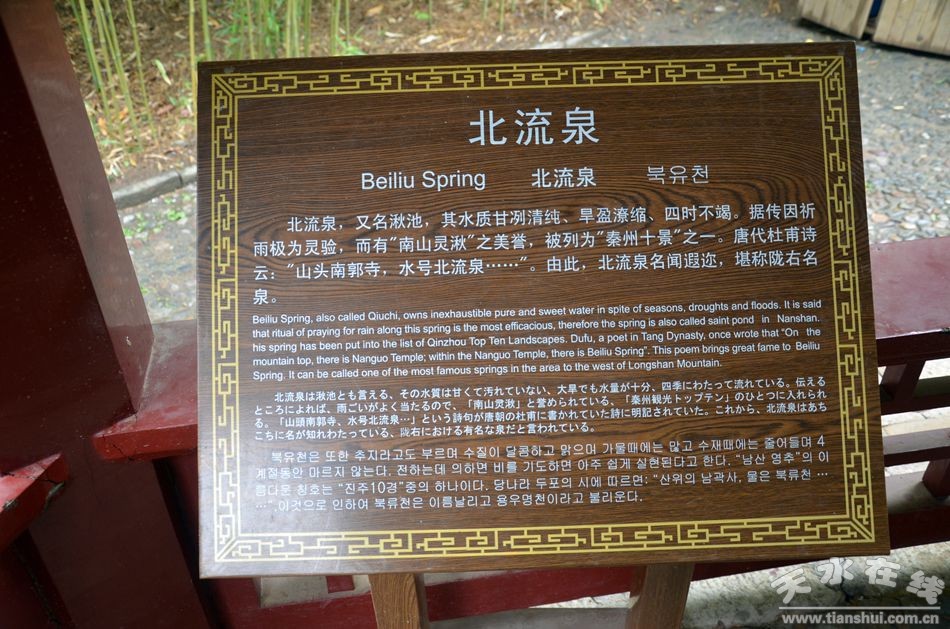 北流泉
Beiliu Spring 北流泉 북유천
北流泉，又名湫池，其水质甘冽清纯、旱盈潦缩、四时不竭。据传因祈
雨极为灵验，而有"南山灵湫"之美誉，被列为"秦州十景"之一。唐代杜甫诗
云："山头南郭寺，水号北流泉……"。由此，北流泉名闻遐迩，堪称陇右名
泉。
Beiliu Spring, also called Qiuchi, owns inexhaustible pure and sweet water in spite of seasons, droughts and floods. It is said
that ritual of praying for rain along this spring is the most efficacious, therefore the spring is also called saint pond in Nanshan.
his spring has been put into the list of Qinzhou Top Ten Landscapes. Dufu, a poet in Tang Dynasty, once wrote that "On the
mountain top, there is Nanguo Temple; within the Nanguo Temple, there is Beiliu Spring". This poem brings great fame to Beiliu
Spring. It can be called one of the most famous springs in the area to the west of Longshan Mountain.
北流泉は湫池とも言える、その水質は甘くて汚れていない、大旱でも水量が十分、四季にわたって流れている。伝える
ところによれば、雨ごいがよく当たるので、「南山灵湫」と誉められている、「秦州観光トップテン」のひとつに入れられ
る。「山頭南郭寺、水号北流泉…」という詩句が唐朝の杜甫に書かれていた詩に明記されていた。これから、北流泉はあち
こちに名が知れわたっている、陇右における有名な泉だと言われている。
북유천은 또한 추지라고도 부르며 수질이 달콤하고 맑으며 가물때에는 많고 수재때에는 줄어들며 4
계절동안 마르지 않는다. 전하는데 의하면 비를 기도하면 아주 쉽게 실현된다고 한다. "남산 영추"의 아
름다운 칭호는 "진주10경"중의 하나이다. 당나라 두포의 시에 따르면: "산위의 남곽사, 물은 북류천 …
…".이것으로 인하여 북류천은 이름날리고 용우명천이라고 불리운다.
天水在线
www.tianshui.com.cn